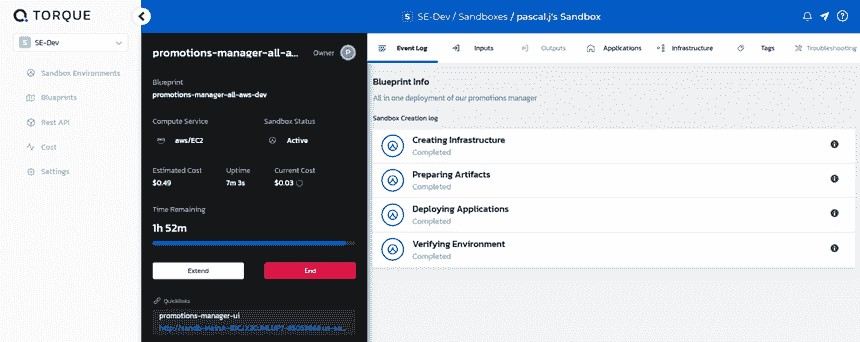 TORQUE
S SE-Dev / Sandboxes / pascal.j's Sandbox
S SE-Dev
Sandbox Environments
Blueprints
Rest API
Cost
Settings
promotions-manager-all-a... Owner P
Blueprint
promotions-manager-all-aws-dev
Compute Service Sandbox Status
aws aws/EC2 Active
Estimated Cost Uptime Current Cost
$0.49 7m 3s $0.03
Time Remaining
1h 52m
Extend End
Quicklinks
promotions-manager-ui
Event Log Inputs Outputs Applications Infrastructure Tags Troubleshooting
Blueprint Info
All in one deployment of our promotions manager
Sandbox Creation log
Creating Infrastructure
Completed
Preparing Artifacts
Completed
Deploying Applications
Completed
Verifying Environment
Completed